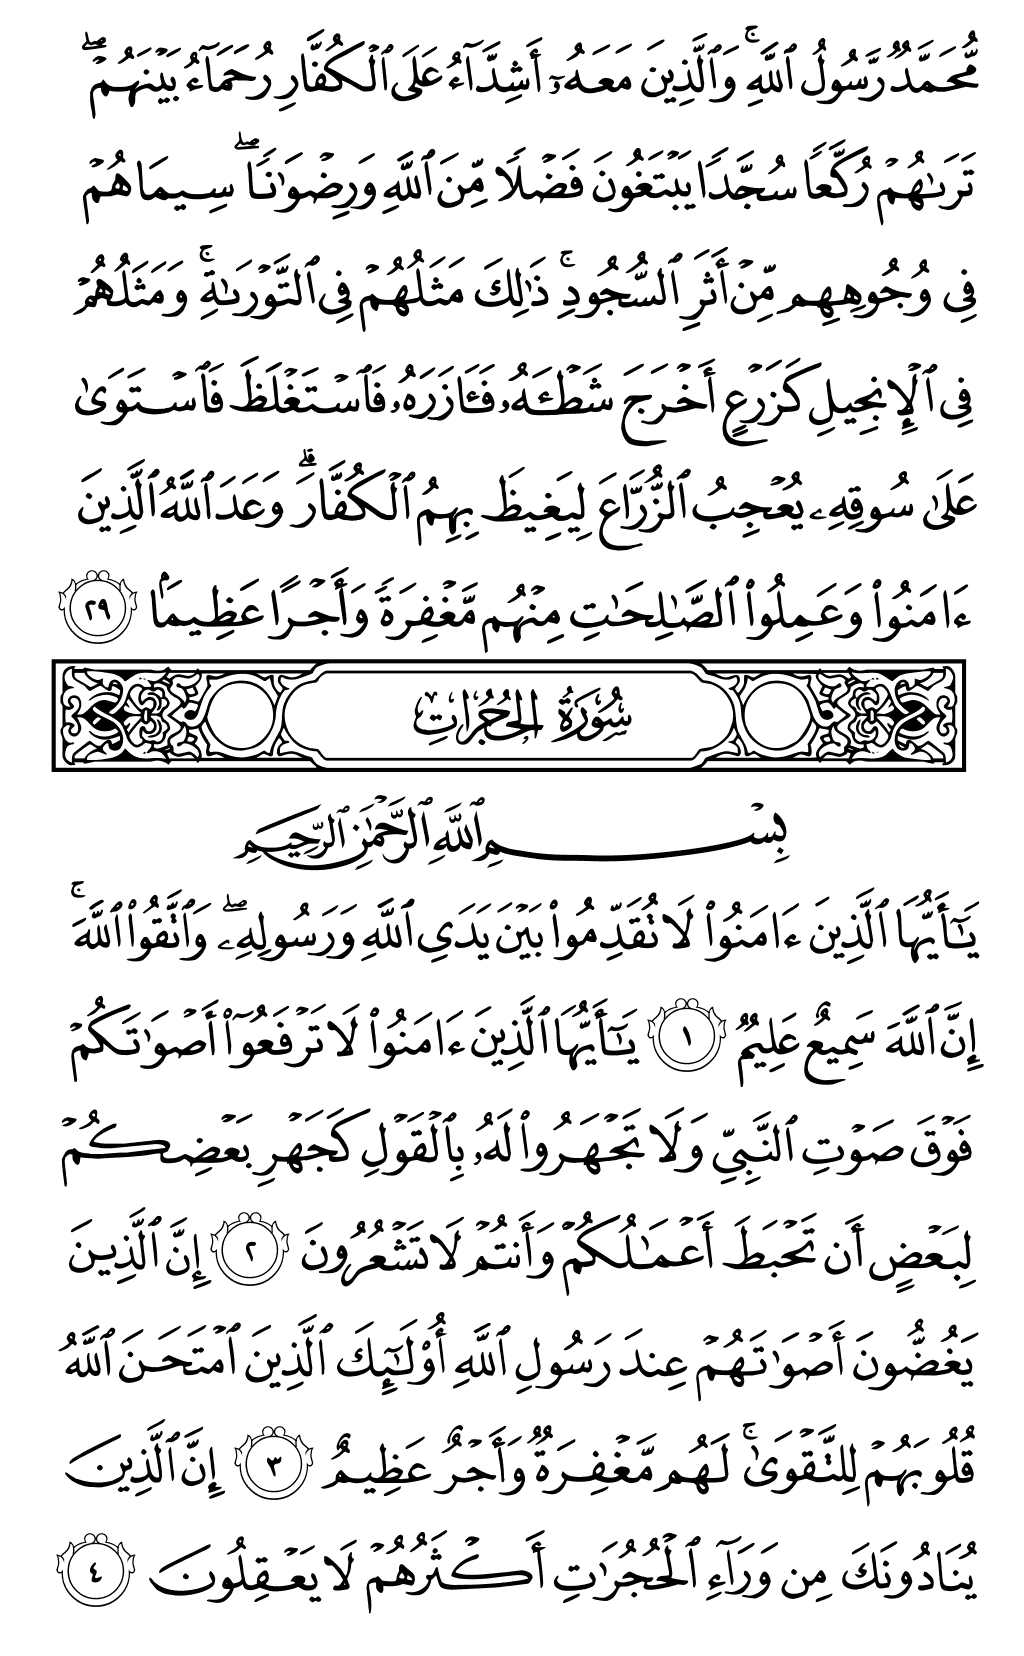 مُّحَمَّدٌ رَّسُولُ ٱللَّهِ ۚ وَٱلَّذِينَ مَعَهُۥٓ أَشِدَّآءُ عَلَى ٱلْكُفَّارِ رُحَمَآءُ بَيْنَهُمْ ۖ
تَرَىٰهُمْ رُكَّعًا سُجَّدًا يَبْتَغُونَ فَضْلًا مِّنَ ٱللَّهِ وَرِضْوَٰنًا ۖ سِيمَاهُمْ
فِى وُجُوهِهِم مِّنْ أَثَرِ ٱلسُّجُودِ ۚ ذَٰلِكَ مَثَلُهُمْ فِى ٱلتَّوْرَىٰةِ ۚ وَمَثَلُهُمْ
فِى ٱلْإِنجِيلِ كَزَرْعٍ أَخْرَجَ شَطْـَٔهُۥ فَـَٔازَرَهُۥ فَٱسْتَغْلَظَ فَٱسْتَوَىٰ
عَلَىٰ سُوقِهِۦ يُعْجِبُ ٱلزُّرَّاعَ لِيَغِيظَ بِهِمُ ٱلْكُفَّارَ ۗ وَعَدَ ٱللَّهُ ٱلَّذِينَ
ءَامَنُوا۟ وَعَمِلُوا۟ ٱلصَّـٰلِحَـٰتِ مِنْهُم مَّغْفِرَةً وَأَجْرًا عَظِيمًۢا ٢٩
سُورَةُ الحُجُرَاتِ
بِسْمِ ٱللَّهِ ٱلرَّحْمَـٰنِ ٱلرَّحِيمِ
يَـٰٓأَيُّهَا ٱلَّذِينَ ءَامَنُوا۟ لَا تُقَدِّمُوا۟ بَيْنَ يَدَىِ ٱللَّهِ وَرَسُولِهِۦ ۖ وَٱتَّقُوا۟ ٱللَّهَ ۚ
إِنَّ ٱللَّهَ سَمِيعٌ عَلِيمٌ ١ يَـٰٓأَيُّهَا ٱلَّذِينَ ءَامَنُوا۟ لَا تَرْفَعُوٓا۟ أَصْوَٰتَكُمْ
فَوْقَ صَوْتِ ٱلنَّبِىِّ وَلَا تَجْهَرُوا۟ لَهُۥ بِٱلْقَوْلِ كَجَهْرِ بَعْضِكُمْ
لِبَعْضٍ أَن تَحْبَطَ أَعْمَـٰلُكُمْ وَأَنتُمْ لَا تَشْعُرُونَ ٢ إِنَّ ٱلَّذِينَ
يَغُضُّونَ أَصْوَٰتَهُمْ عِندَ رَسُولِ ٱللَّهِ أُو۟لَـٰٓئِكَ ٱلَّذِينَ ٱمْتَحَنَ ٱللَّهُ
قُلُوبَهُمْ لِلتَّقْوَىٰ ۚ لَهُم مَّغْفِرَةٌ وَأَجْرٌ عَظِيمٌ ٣ إِنَّ ٱلَّذِينَ
يُنَادُونَكَ مِن وَرَآءِ ٱلْحُجُرَٰتِ أَكْثَرُهُمْ لَا يَعْقِلُونَ ٤